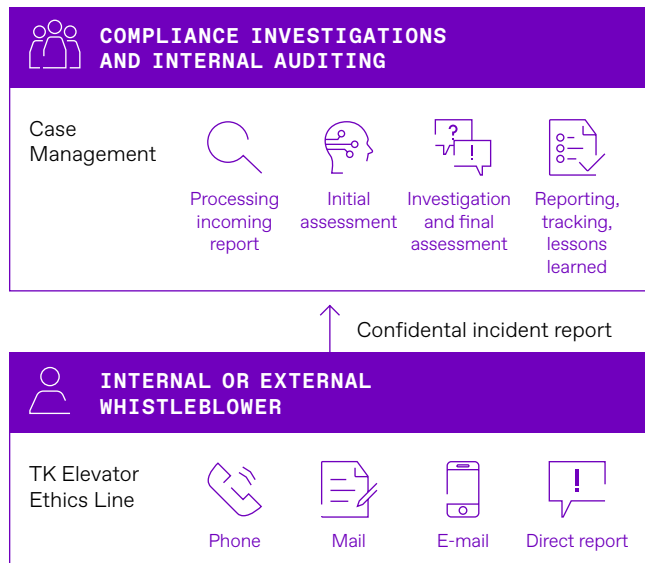 COMPLIANCE INVESTIGATIONS
AND INTERNAL AUDITING
Case
Management
Processing
incoming
report
Initial
assessment
Investigation
and final
assessment
Reporting,
tracking,
lessons
learned
Confidental incident report
INTERNAL OR EXTERNAL
WHISTLEBLOWER
TK Elevator
Ethics Line
Phone
Mail
E-mail
Direct report